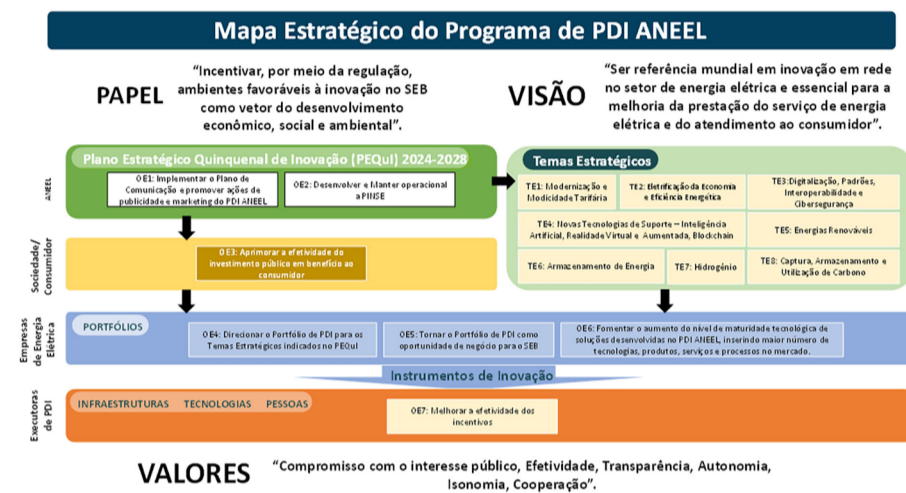 Mapa Estratégico do Programa de PDI ANEEL
PAPEL
“Incentivar, por meio da regulação,
ambientes favoráveis à inovação no SEB
como vetor do desenvolvimento
econômico, social e ambiental”.
VISÃO
“Ser referência mundial em inovação em rede
no setor de energia elétrica e essencial para a
melhoria da prestação do serviço de energia
elétrica e do atendimento ao consumidor”.
ANEEL
Plano Estratégico Quinquenal de Inovação (PEQuI) 2024-2028
OE1: Implementar o Plano de
Comunicação e promover ações de
publicidade e marketing do PDI ANEEL
OE2: Desenvolver e Manter operacional
a PINSE
Temas Estratégicos
TE1: Modernização e
Modicidade Tarifária
TE2: Eletrificação da Economia
e Eficiência Energética
TE3:Digitalização, Padrões,
Interoperabilidade e
Cibersegurança
TE4: Novas Tecnologias de Suporte – Inteligência
Artificial, Realidade Virtual e Aumentada, Blockchain
TE5: Energias Renováveis
TE6: Armazenamento de Energia
TE7: Hidrogênio
TE8: Captura, Armazenamento e
Utilização de Carbono
Sociedade/
Consumidor
OE3: Aprimorar a efetividade do
investimento público em benefício ao
consumidor
Empresas
de Energia
Elétrica
PORTFÓLIOS
OE4: Direcionar o Portfólio de PDI para os
Temas Estratégicos indicados no PEQuI
OE5: Tornar o Portfólio de PDI como
oportunidade de negócio para o SEB
OE6: Fomentar o aumento do nível de maturidade tecnológica de
soluções desenvolvidas no PDI ANEEL, inserindo maior número de
tecnologias, produtos, serviços e processos no mercado.
Instrumentos de Inovação
Executoras
de PDI
INFRAESTRUTURAS TECNOLOGIAS PESSOAS
OE7: Melhorar a efetividade dos
incentivos
VALORES
“Compromisso com o interesse público, Efetividade, Transparência, Autonomia,
Isonomia, Cooperação”.